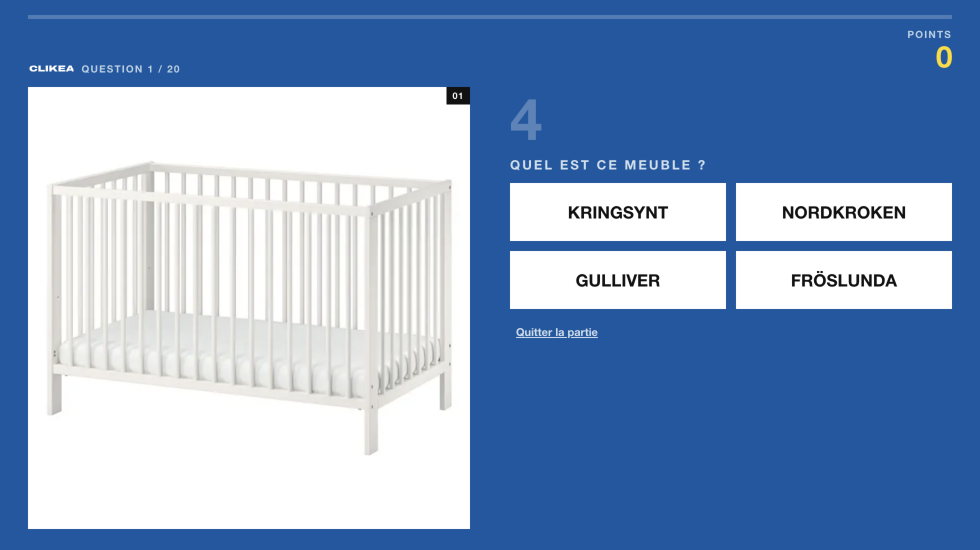 POINTS
0
CLIKEA QUESTION 1 / 20
01
4
QUEL EST CE MEUBLE ?
KRINGSYNT
NORDKROKEN
GULLIVER
FRÖSLUNDA
Quitter la partie